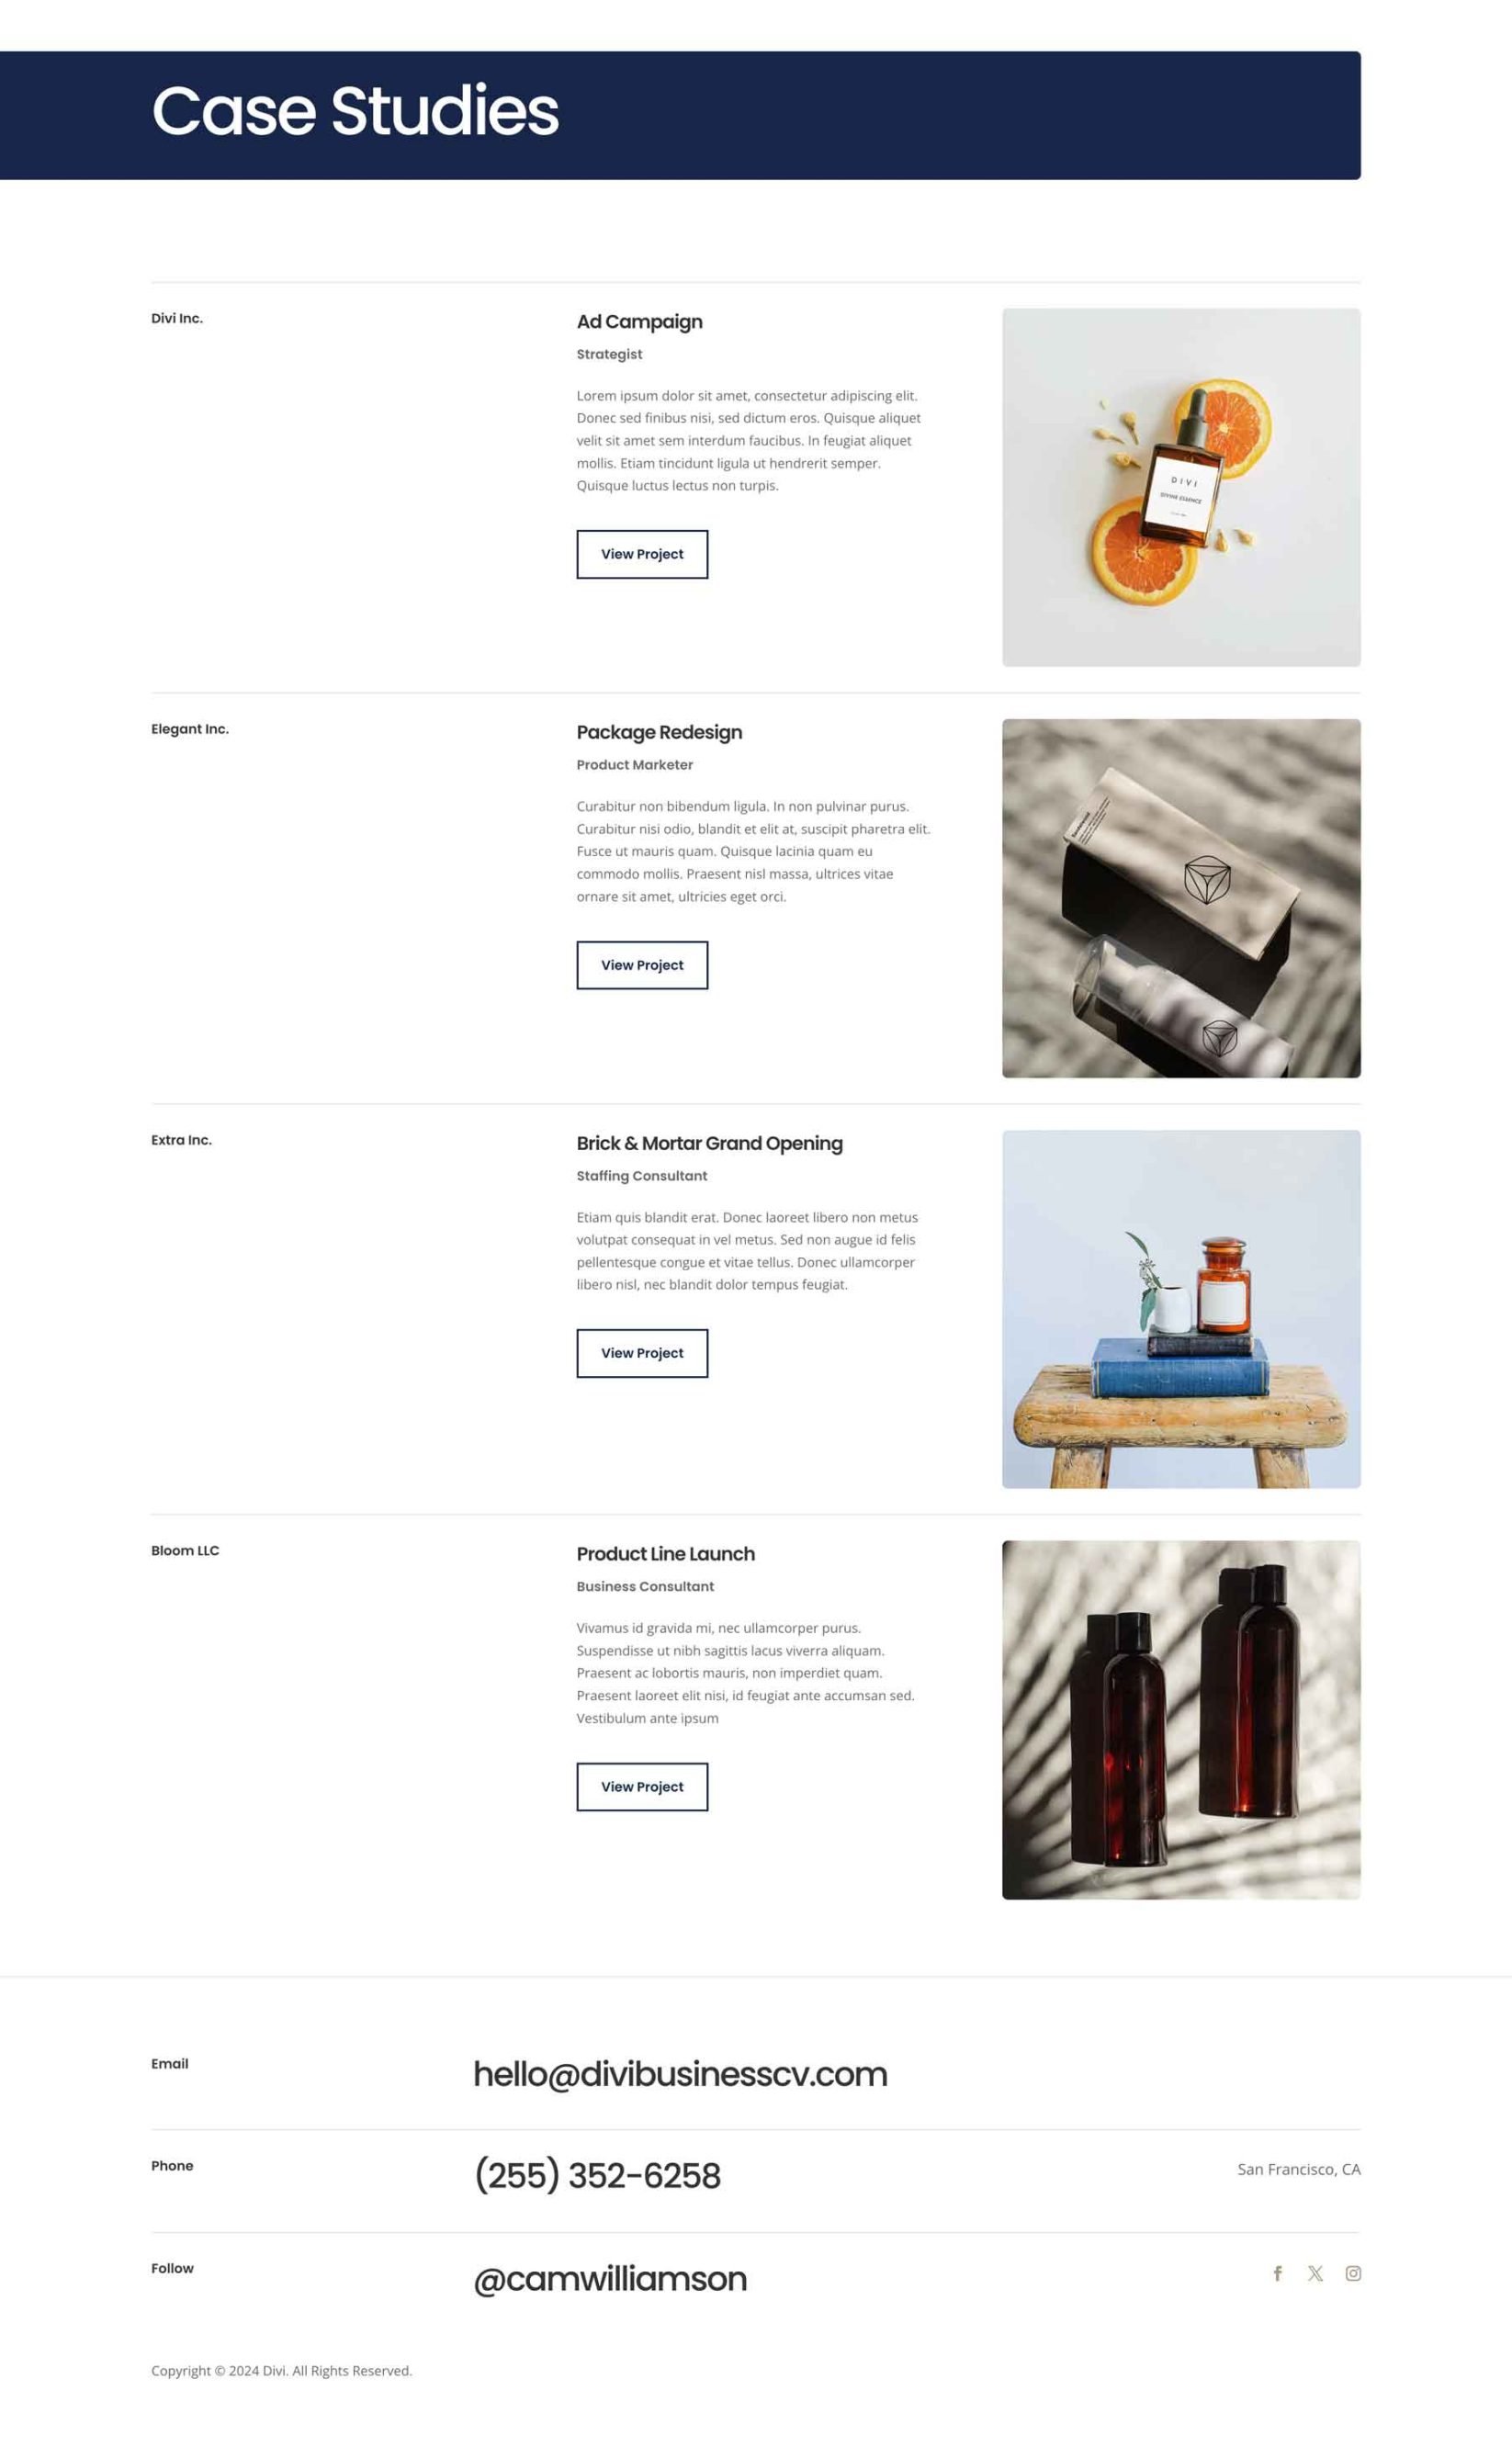 Case Studies
Divi Inc.
Ad Campaign
Strategist
Lorem ipsum dolor sit amet, consectetur adipiscing elit.
Donec sed finibus nisi, sed dictum eros. Quisque aliquet
velit sit amet sem interdum faucibus. In feugiat aliquet
mollis. Etiam tincidunt ligula ut hendrerit semper.
Quisque luctus lectus non turpis.
View Project
DIVI
DIVINE ESSENCE
Elegant Inc.
Package Redesign
Product Marketer
Curabitur non bibendum ligula. In non pulvinar purus.
Curabitur nisi odio, blandit et elit at, suscipit pharetra elit.
Fusce ut mauris quam. Quisque lacinia quam eu
commodo mollis. Praesent nisl massa, ultrices vitae
ornare sit amet, ultricies eget orci.
View Project
Extra Inc.
Brick & Mortar Grand Opening
Staffing Consultant
Etiam quis blandit erat. Donec laoreet libero non metus
volutpat consequat in vel metus. Sed non augue id felis
pellentesque congue et vitae tellus. Donec ullamcorper
libero nisl, nec blandit dolor tempus feugiat.
View Project
Bloom LLC
Product Line Launch
Business Consultant
Vivamus id gravida mi, nec ullamcorper purus.
Suspendisse ut nibh sagittis lacus viverra aliquam.
Praesent ac lobortis mauris, non imperdiet quam.
Praesent laoreet elit nisi, id feugiat ante accumsan sed.
Vestibulum ante ipsum
View Project
Email
hello@divibusinesscv.com
Phone
(255) 352-6258
San Francisco, CA
Follow
@camwilliamson
Copyright © 2024 Divi. All Rights Reserved.